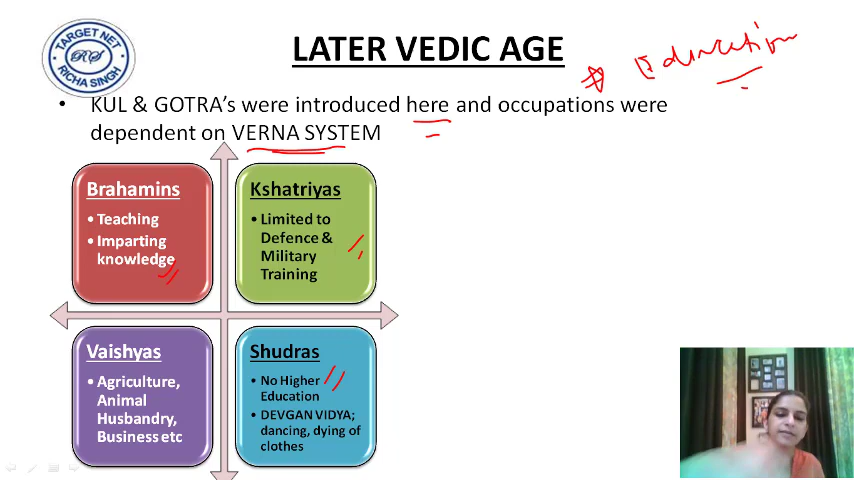 TARGET NET
RS
RICHA SINGH
LATER VEDIC AGE
Education
• KUL & GOTRA's were introduced here and occupations were
dependent on VERNA SYSTEM
Brahamins
• Teaching
• Imparting
knowledge
Kshatriyas
• Limited to
Defence &
Military
Training
Vaishyas
• Agriculture,
Animal
Husbandry,
Business etc
Shudras
• No Higher
Education
• DEVGAN VIDYA;
dancing, dying of
clothes